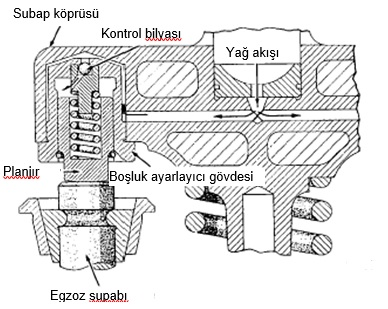 Subap köprüsü
Kontrol bilyası
Yağ akışı
Planjır
Boşluk ayarlayıcı gövdesi
Egzoz supabı